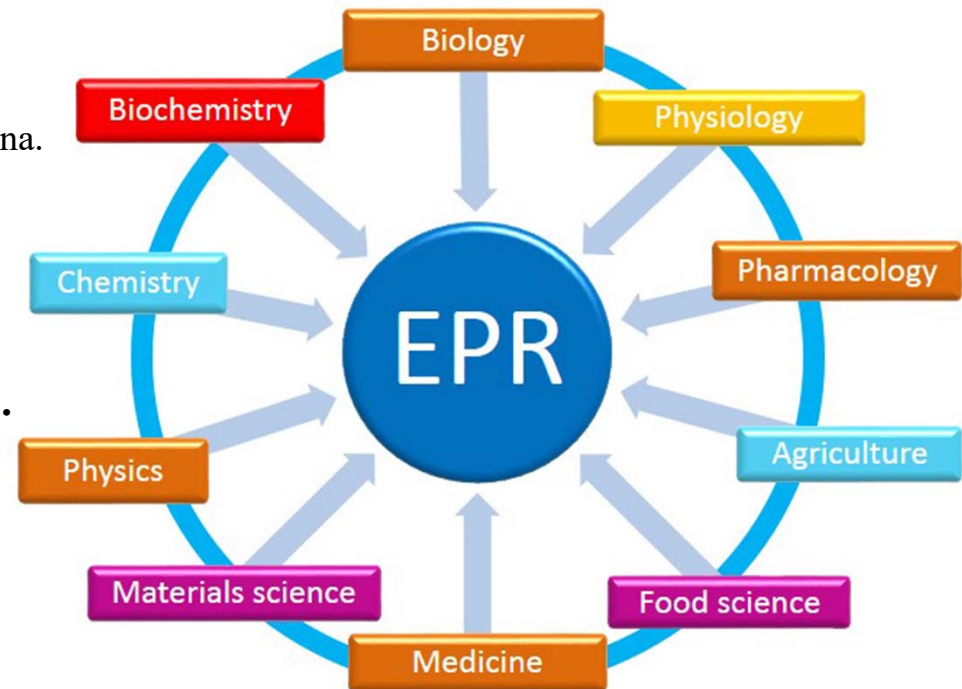 Biology
Biochemistry
Physiology
na.
Chemistry
Pharmacology
EPR
.
Physics
Agriculture
Materials science
Food science
Medicine